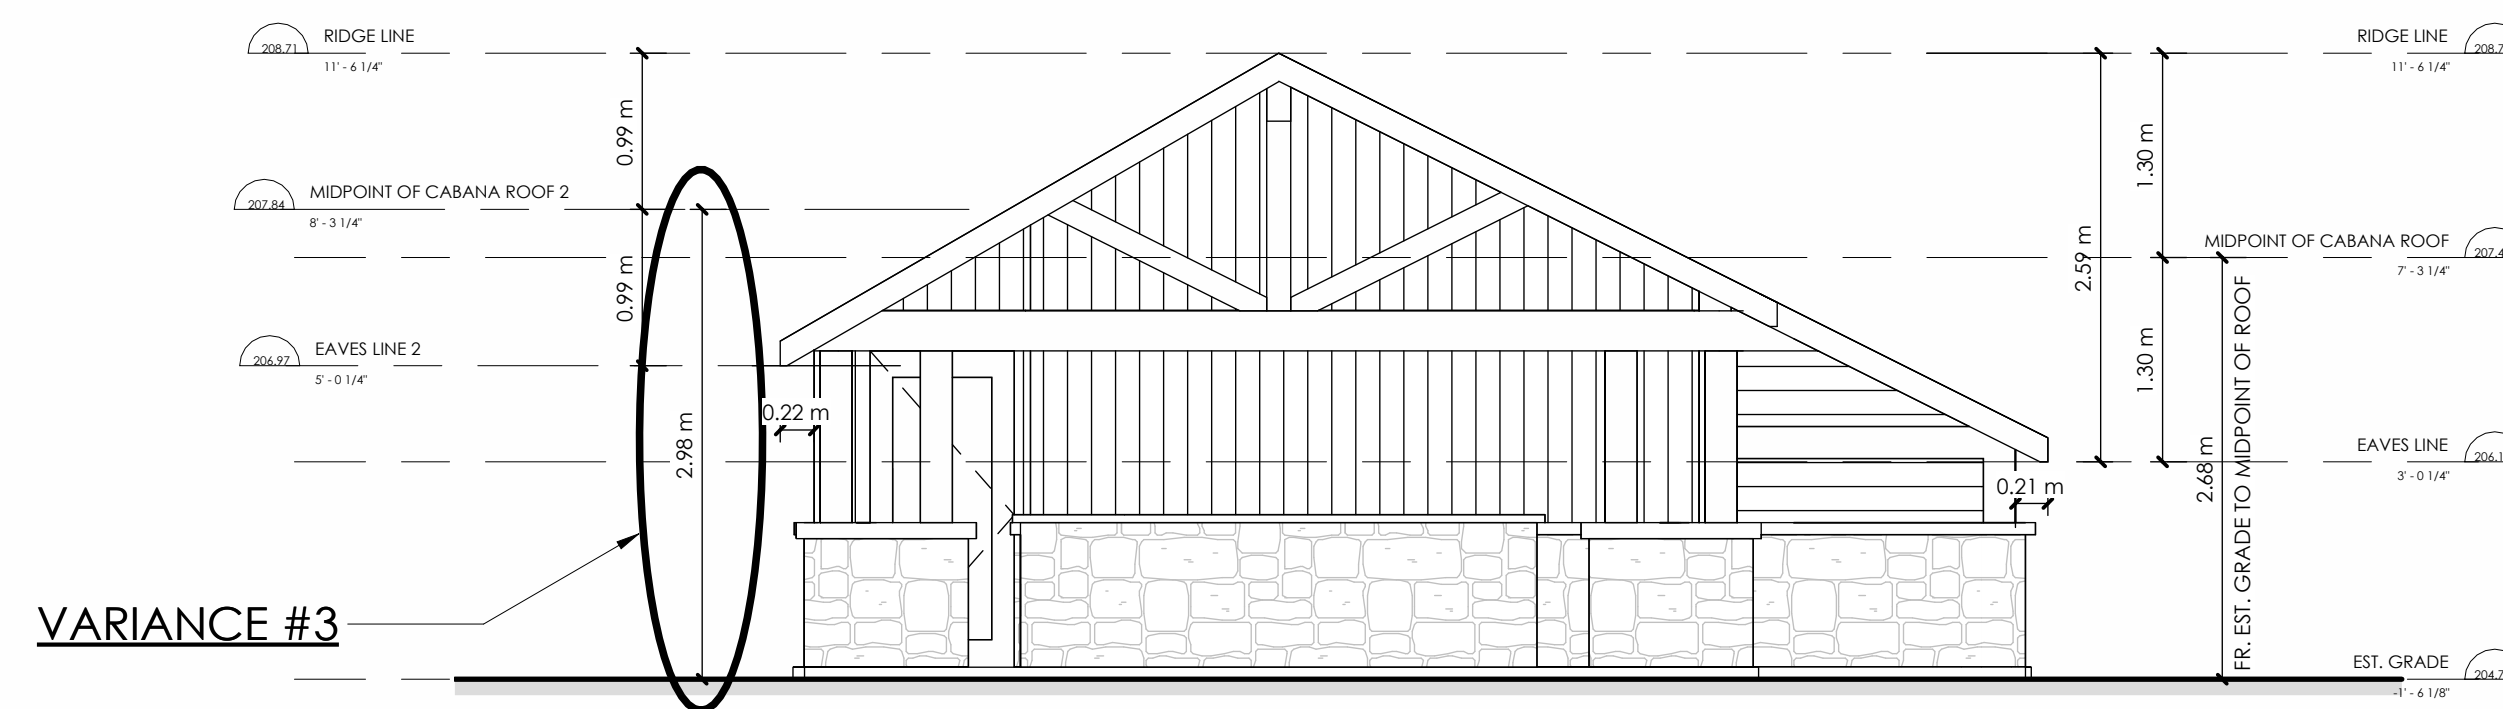 RIDGE LINE
208.71
11' - 6 1/4"
0.99 m
MIDPOINT OF CABANA ROOF 2
207.84
8' - 3 1/4"
0.99 m
EAVES LINE 2
206.97
5' - 0 1/4"
0.22 m
2.98 m
VARIANCE #3
RIDGE LINE
208.7
11' - 6 1/4"
1.30 m
2.59 m
MIDPOINT OF CABANA ROOF
207.4
7' - 3 1/4"
1.30 m
EAVES LINE
206.1
3' - 0 1/4"
0.21 m
2.68 m
FR. EST. GRADE TO MIDPOINT OF ROOF
EST. GRADE
204.7
-1' - 6 1/8"